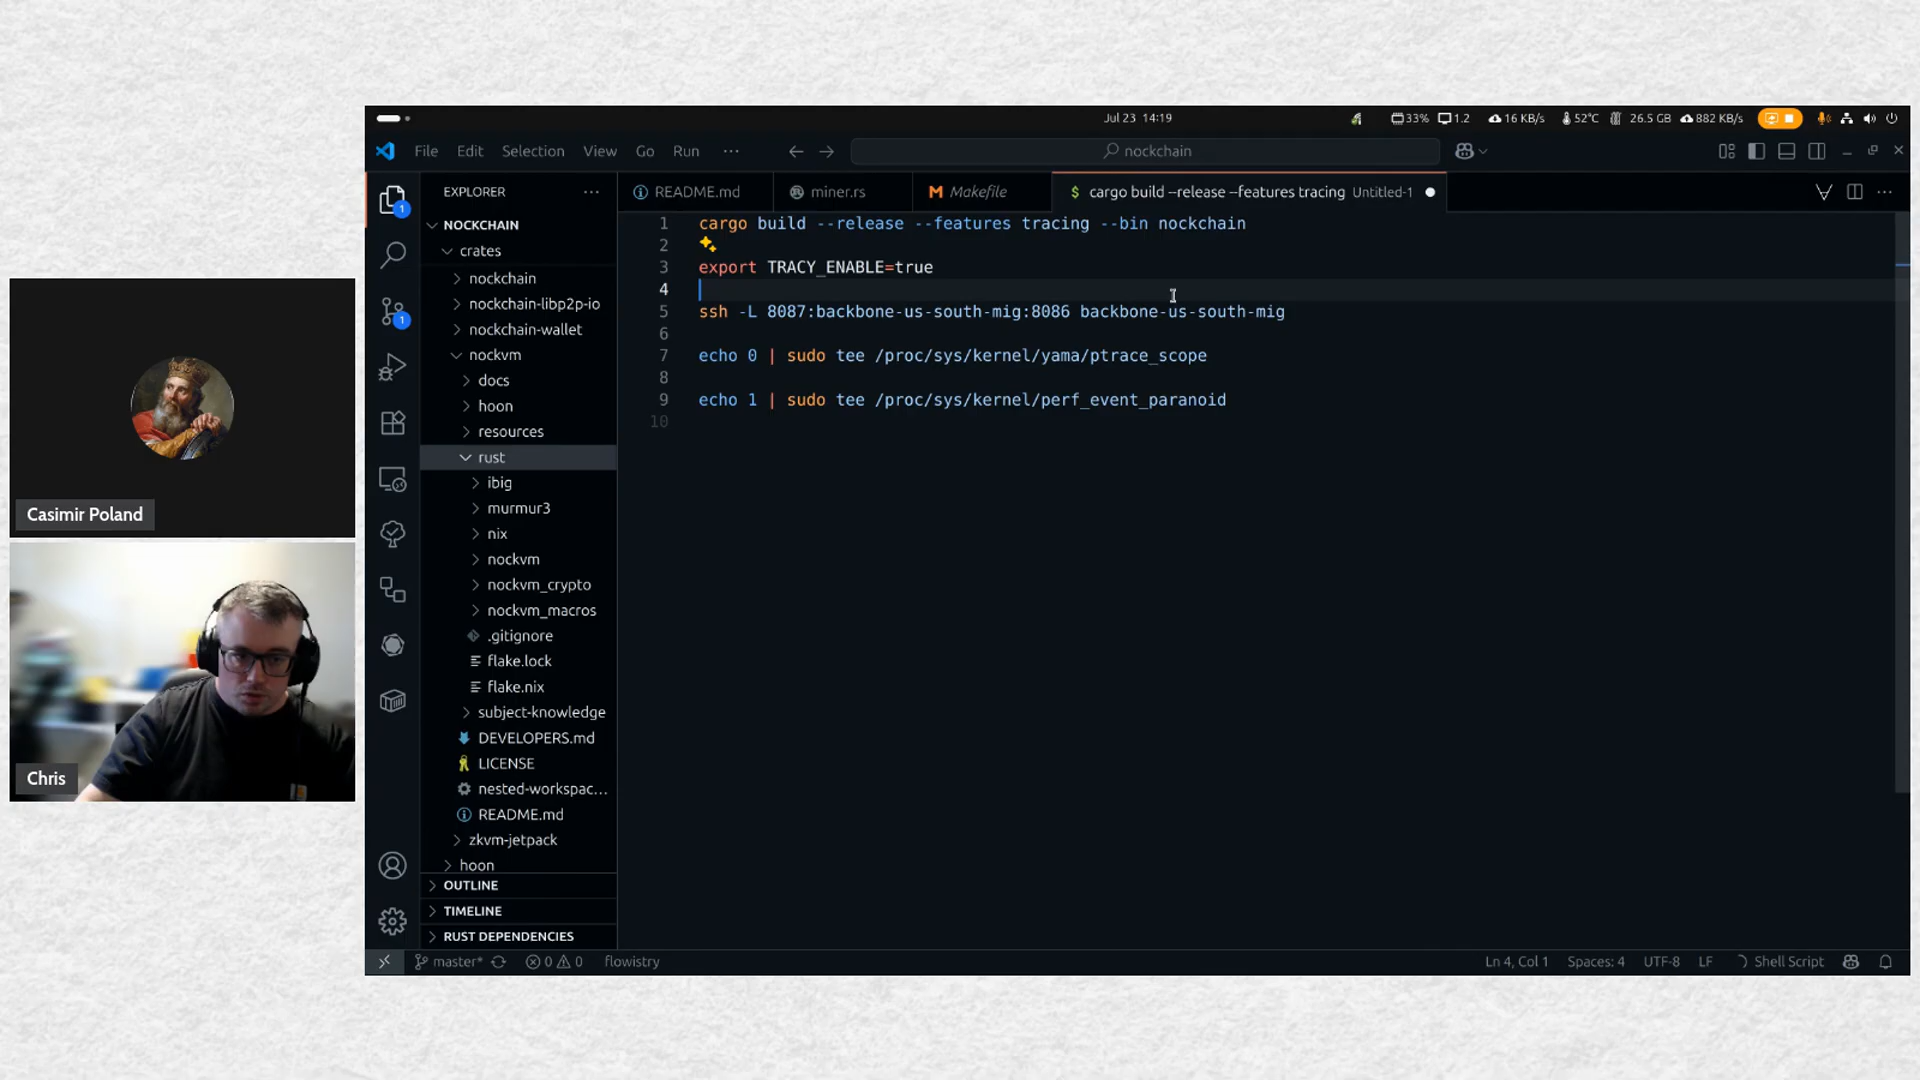 Jul 23 14:19
33%
1.2
16 KB/s
52°C
26.5 GB
882 KB/s
File Edit Selection View Go Run ···
nockchain
EXPLORER ···
README.md
miner.rs
Makefile
$ cargo build --release --features tracing Untitled-1
1
1
NOCKCHAIN
crates
nockchain
nockchain-libp2p-io
nockchain-wallet
nockvm
docs
hoon
resources
rust
ibig
murmur3
nix
nockvm
nockvm_crypto
nockvm_macros
.gitignore
flake.lock
flake.nix
subject-knowledge
DEVELOPERS.md
LICENSE
nested-workspac...
README.md
zkvm-jetpack
hoon
OUTLINE
TIMELINE
RUST DEPENDENCIES
1 cargo build --release --features tracing --bin nockchain
2
3 export TRACY_ENABLE=true
4
5 ssh -L 8087:backbone-us-south-mig:8086 backbone-us-south-mig
6
7 echo 0 | sudo tee /proc/sys/kernel/yama/ptrace_scope
8
9 echo 1 | sudo tee /proc/sys/kernel/perf_event_paranoid
10
master* 0 0 flowistry
Ln 4, Col 1 Spaces: 4 UTF-8 LF Shell Script
Casimir Poland
Chris